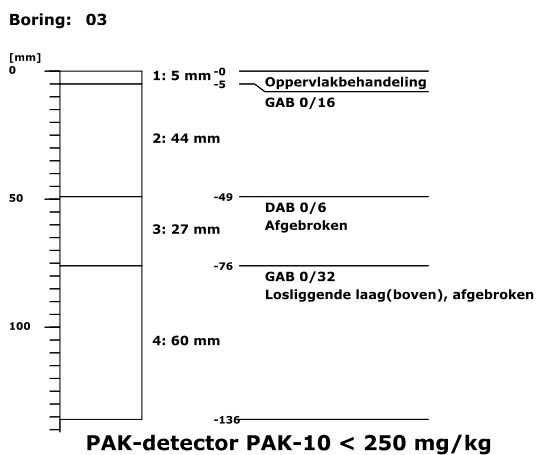 Boring: 03
[mm]
0
1: 5 mm
-0
-5
Oppervlakbehandeling
GAB 0/16
2: 44 mm
50
-49
DAB 0/6
3: 27 mm
Afgebroken
-76
GAB 0/32
Losliggende laag(boven), afgebroken
100
4: 60 mm
-136
PAK-detector PAK-10 < 250 mg/kg